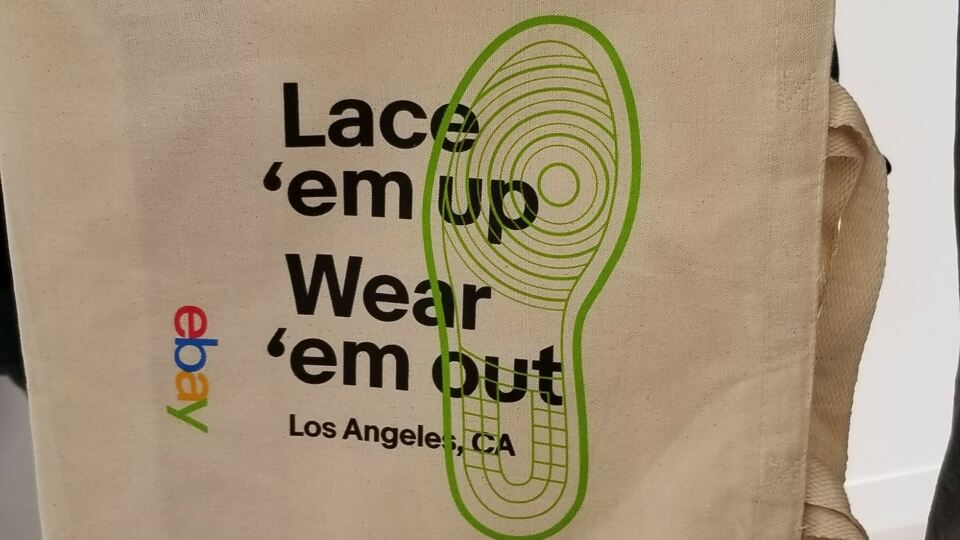 Lace
‘em up
Wear
‘em out
Los Angeles, CA
ebay